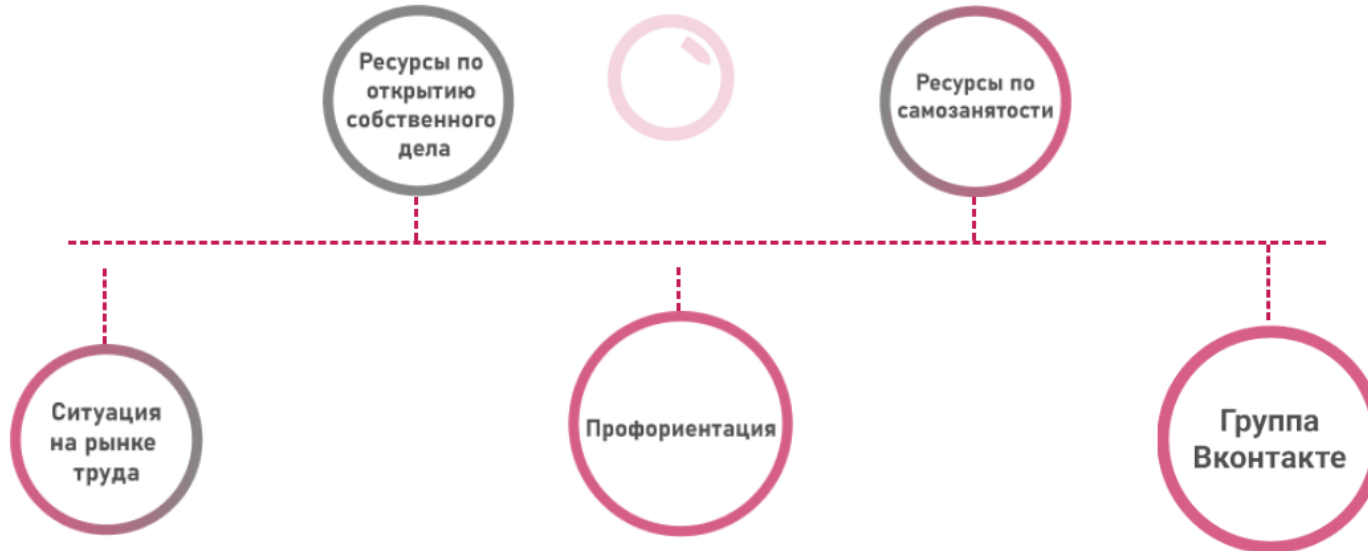 Ресурсы по
открытию
собственного
дела
Ресурсы по
самозанятости
Ситуация
на рынке
труда
Профориентация
Группа
Вконтакте